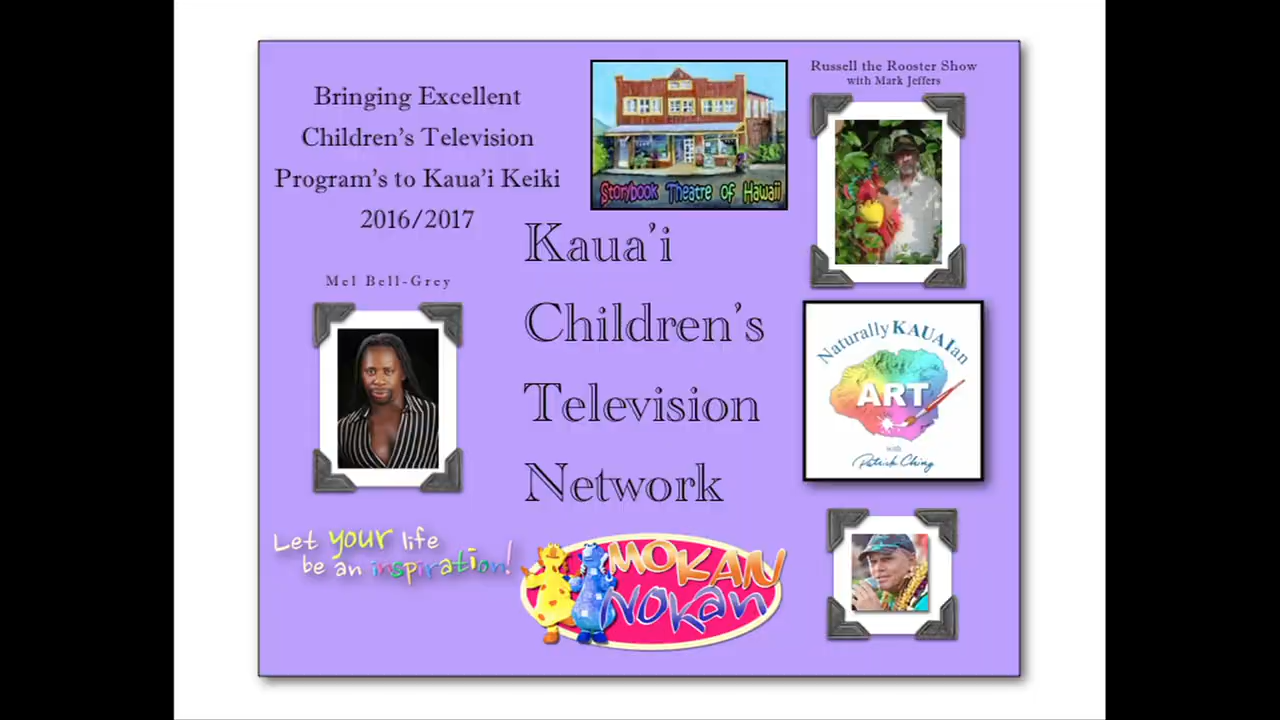 Bringing Excellent
Children's Television
Program's to Kaua'i Keiki
2016/2017
Storybook Theatre of Hawaii
Russell the Rooster Show
with Mark Jeffers
Kaua'i
Children's
Television
Network
Mel Bell-Grey
Let your life
be an inspiration!
MOKAN
NOKaN
Naturally KAUAIan
ART
with
Patrick Ching